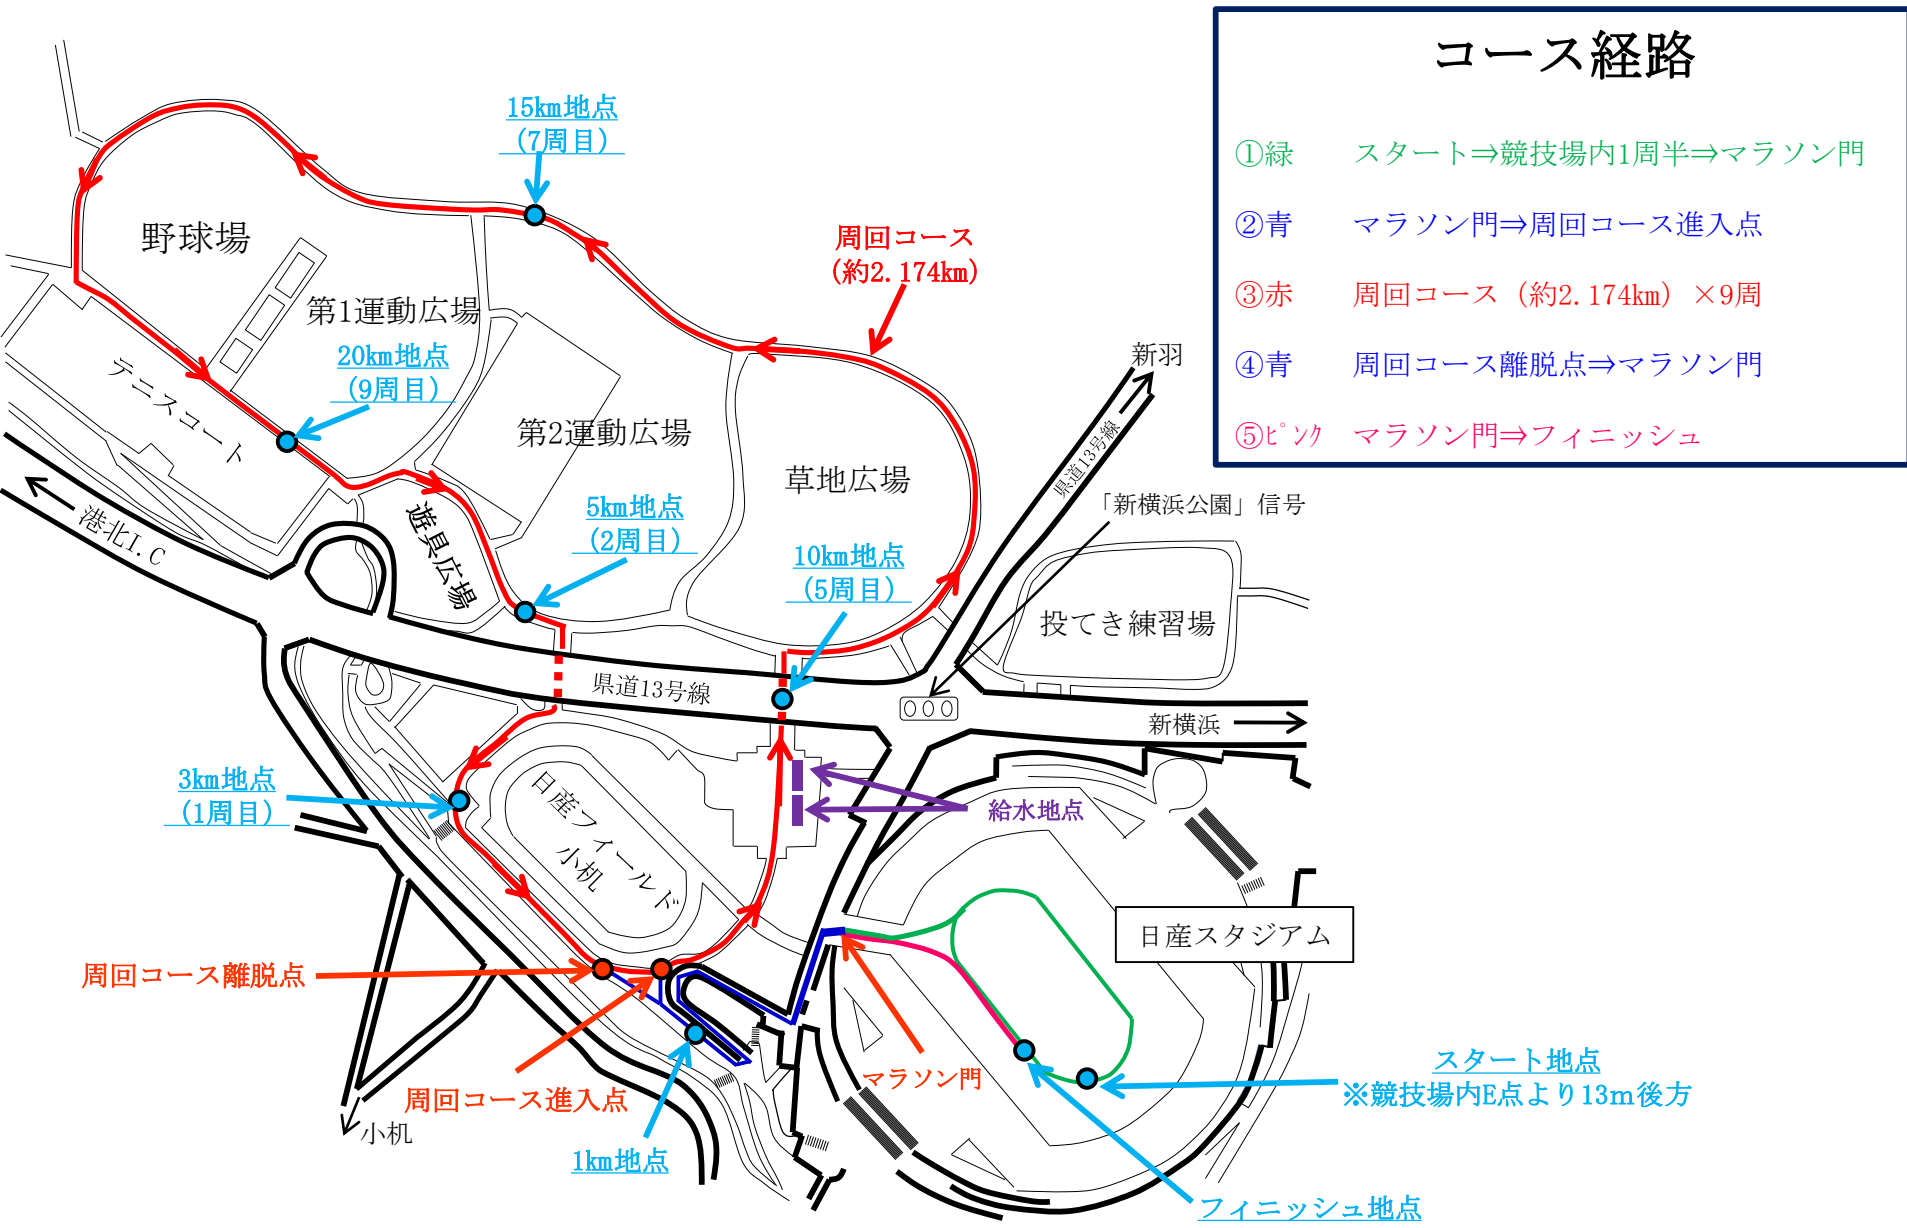 コース経路
①緑 スタート⇒競技場内1周半⇒マラソン門
②青 マラソン門⇒周回コース進入点
③赤 周回コース（約2.174km）×9周
④青 周回コース離脱点⇒マラソン門
⑤ピンク マラソン門⇒フィニッシュ
15km地点
（7周目）
野球場
周回コース
（約2.174km）
第1運動広場
20km地点
（9周目）
テニスコート
第2運動広場
新羽
県道13号線
草地広場
「新横浜公園」信号
港北I.C
遊具広場
5km地点
（2周目）
10km地点
（5周目）
投てき練習場
県道13号線
新横浜
3km地点
（1周目）
日産フィールド
小机
給水地点
日産スタジアム
周回コース離脱点
周回コース進入点
マラソン門
スタート地点
※競技場内E点より13m後方
小机
1km地点
フィニッシュ地点